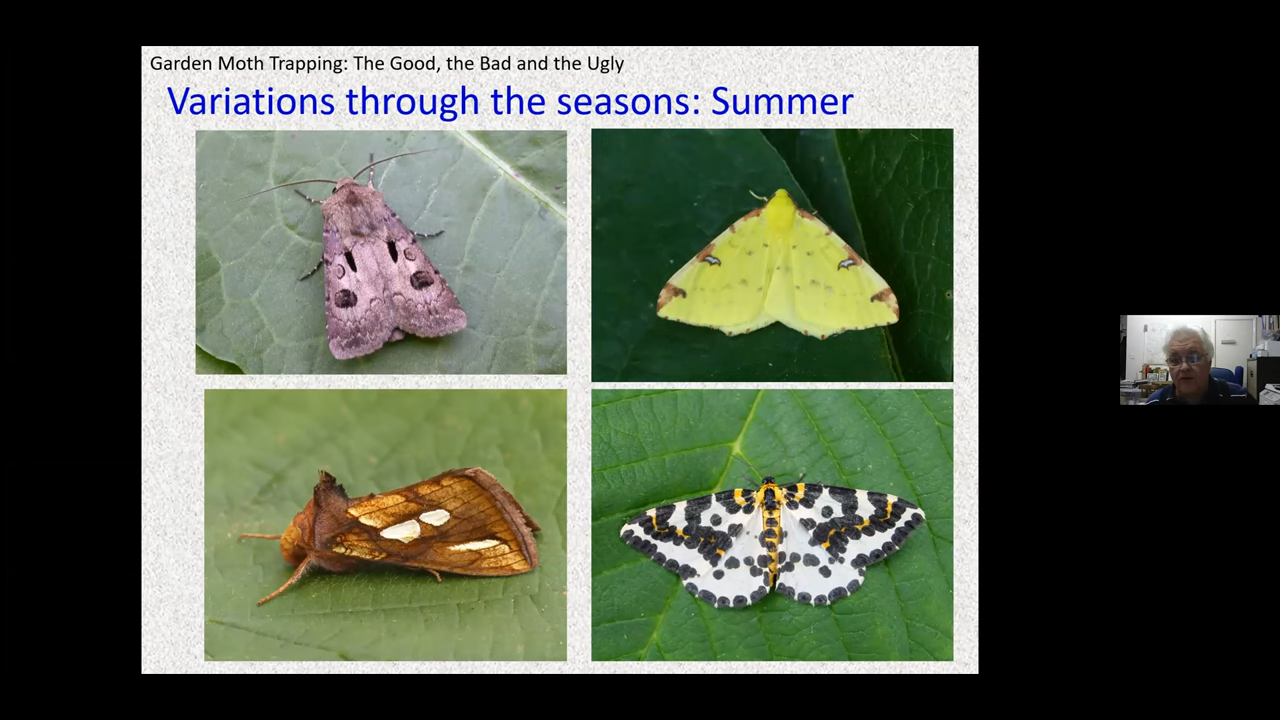 Garden Moth Trapping: The Good, the Bad and the Ugly
Variations through the seasons: Summer